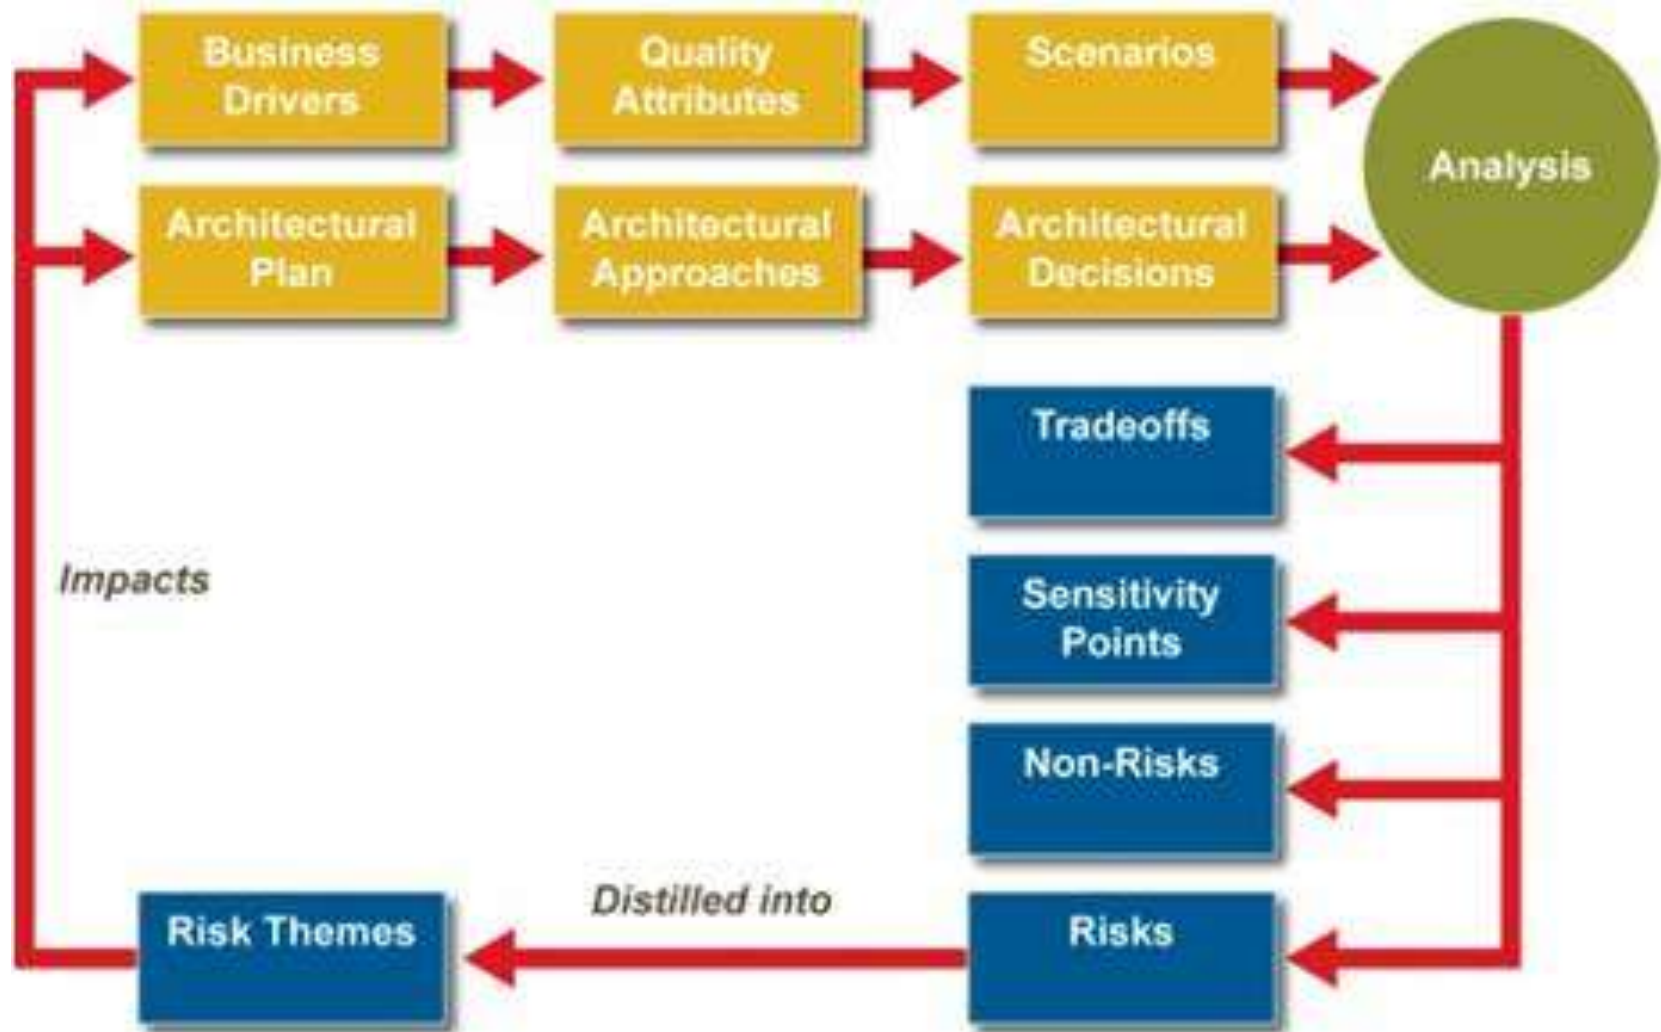 Business
Drivers
Quality
Attributes
Scenarios
Analysis
Architectural
Plan
Architectural
Approaches
Architectural
Decisions
Tradeoffs
Impacts
Sensitivity
Points
Non-Risks
Distilled into
Risk Themes
Risks